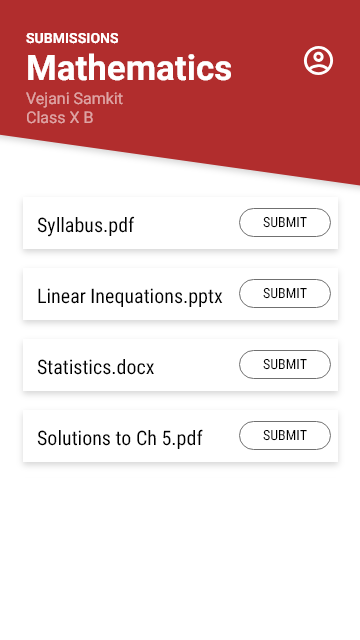 SUBMISSIONS
Mathematics
Vejani Samkit
Class X B
Syllabus.pdf
SUBMIT
Linear Inequations.pptx
SUBMIT
Statistics.docx
SUBMIT
Solutions to Ch 5.pdf
SUBMIT